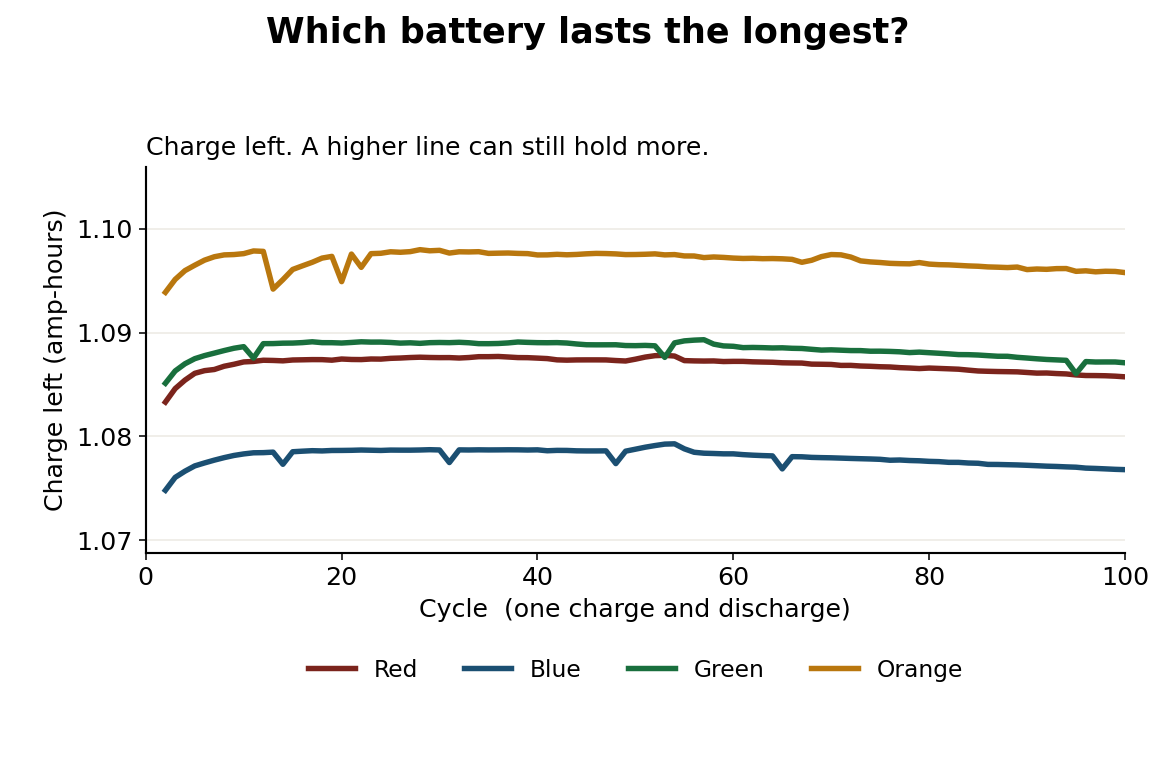 Which battery lasts the longest?
Charge left. A higher line can still hold more.
Charge left (amp-hours)
1.10
1.09
1.08
1.07
0 20 40 60 80 100
Cycle  (one charge and discharge)
Red Blue Green Orange